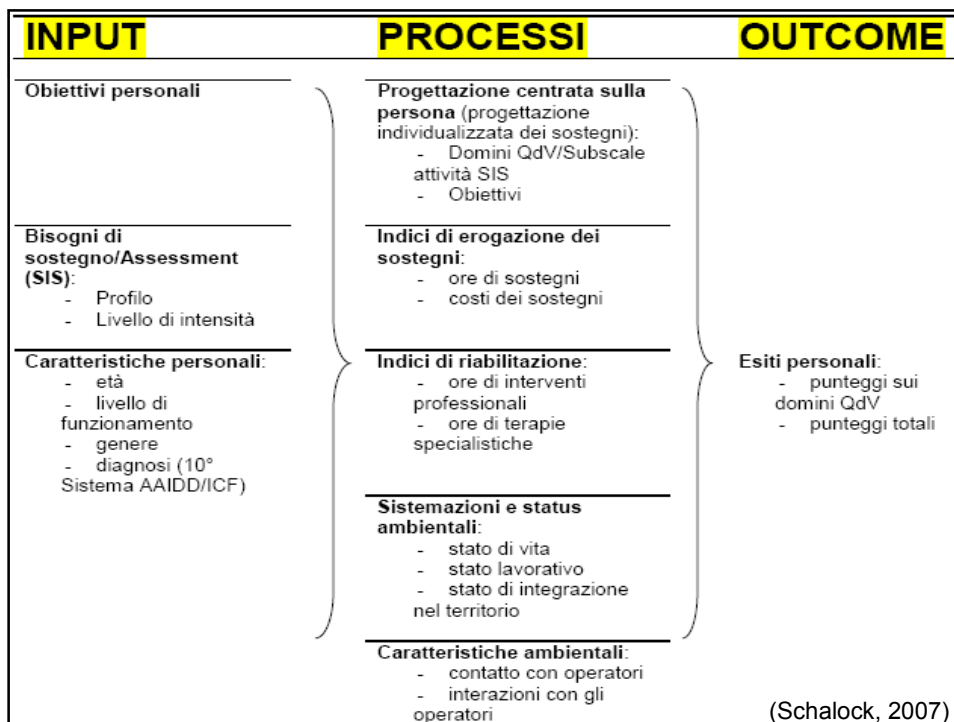 INPUT
PROCESSI
OUTCOME
Obiettivi personali
Bisogni di
sostegno/Assessment
(SIS):
- Profilo
- Livello di intensità
Caratteristiche personali:
- età
- livello di
funzionamento
- genere
- diagnosi (10°
Sistema AAIDD/ICF)
Progettazione centrata sulla
persona (progettazione
individualizzata dei sostegni):
- Domini QdV/Subscale
attività SIS
- Obiettivi
Indici di erogazione dei
sostegni:
- ore di sostegni
- costi dei sostegni
Indici di riabilitazione:
- ore di interventi
professionali
- ore di terapie
specialistiche
Sistemazioni e status
ambientali:
- stato di vita
- stato lavorativo
- stato di integrazione
nel territorio
Caratteristiche ambientali:
- contatto con operatori
- interazioni con gli
operatori
Esiti personali:
- punteggi sui
domini QdV
- punteggi totali
(Schalock, 2007)